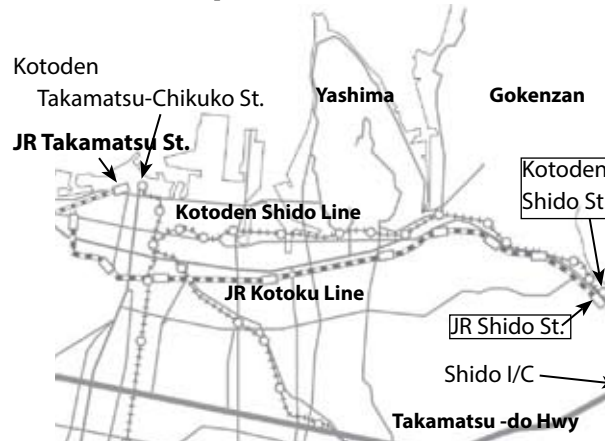 Kotoden
Takamatsu-Chikuko St.
JR Takamatsu St.
Yashima
Gokenzan
Kotoden
Shido St
Kotoden Shido Line
JR Kotoku Line
JR Shido St.
Shido I/C
Takamatsu -do Hwy